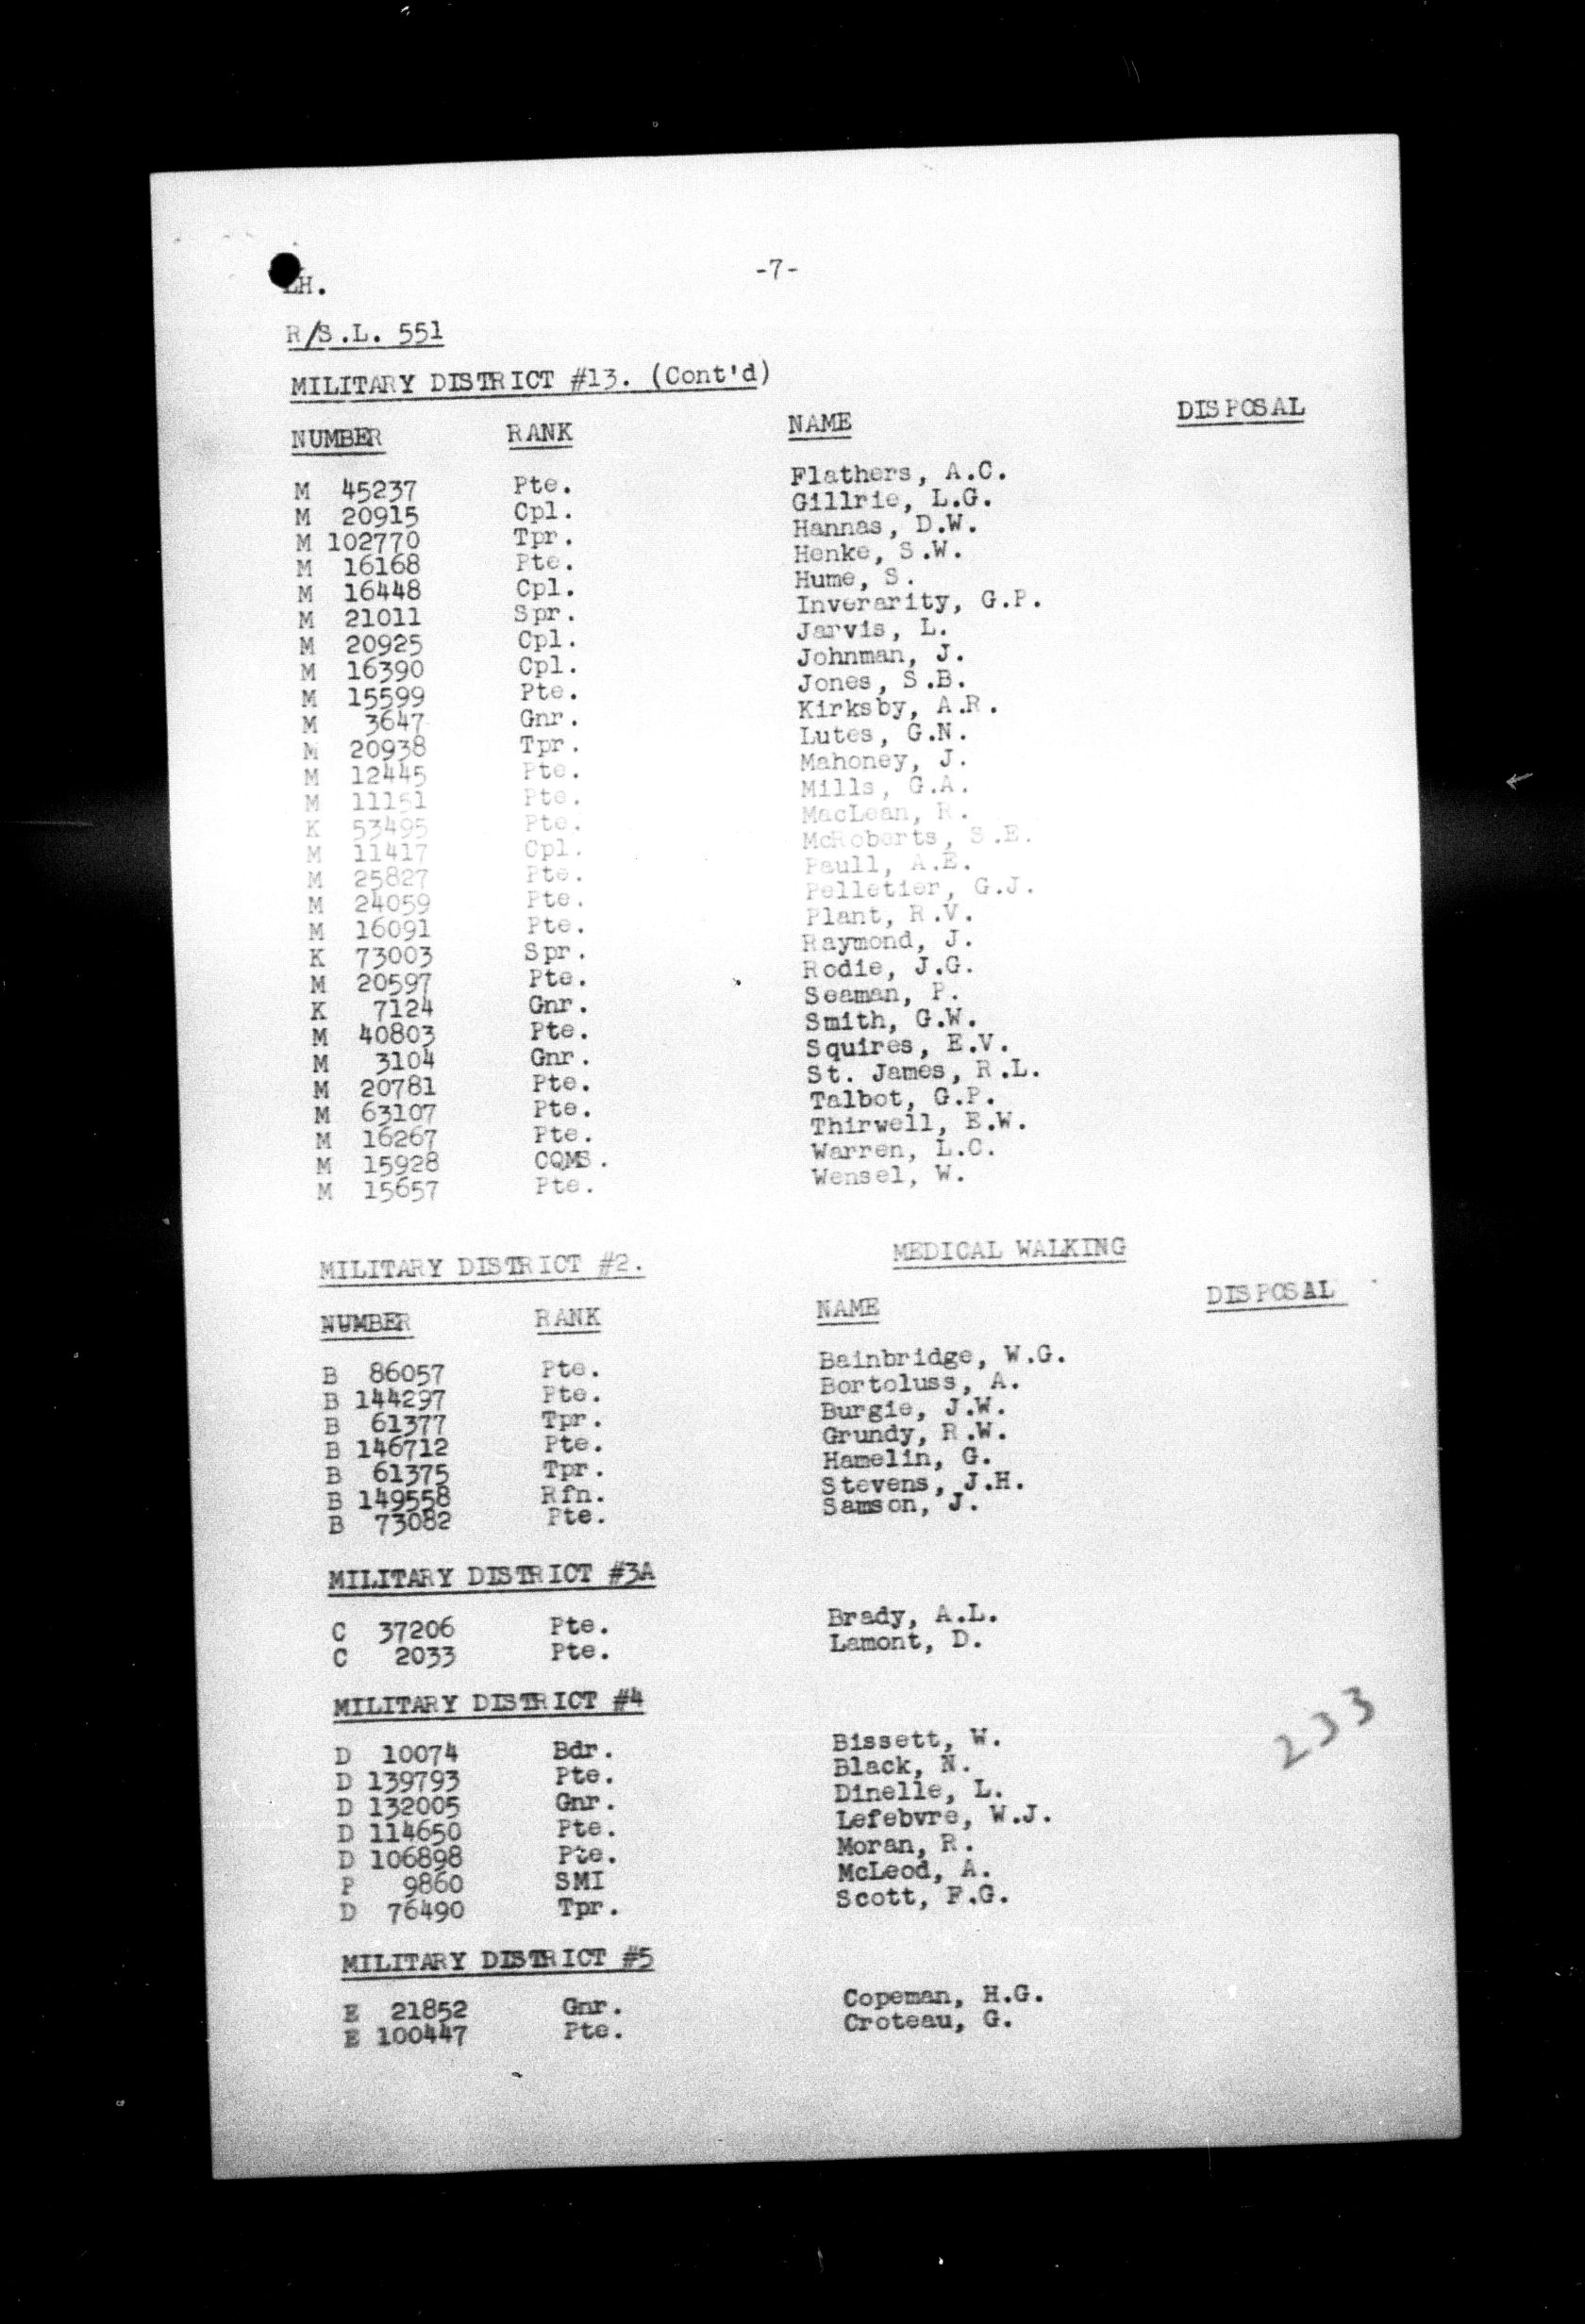 -7-
LH.
R/S.L. 551
MILITARY DISTRICT #13. (Cont'd)
NUMBER RANK NAME DISPOSAL
M 45237 Pte. Flathers, A.C.
M 20915 Cpl. Gillrie, L.G.
M 102770 Tpr. Hannas, D.W.
M 16168 Pte. Henke, S.W.
M 16448 Cpl. Hume, S.
M 21011 Spr. Inverarity, G.P.
M 20925 Cpl. Jarvis, L.
M 16390 Cpl. Johnman, J.
M 15599 Pte. Jones, S.B.
M 3647 Gnr. Kirksby, A.R.
M 20938 Tpr. Lutes, G.N.
M 12445 Pte. Mahoney, J.
M 11151 Pte. Mills, G.A.
K 53495 Pte. MacLean, R.
M 11417 Cpl. McRoberts, S.E.
M 25827 Pte. Paull, A.E.
M 24059 Pte. Pelletier, G.J.
M 16091 Pte. Plant, R.V.
K 73003 Spr. Raymond, J.
M 20597 Pte. Rodie, J.G.
K 7124 Gnr. Seaman, P.
M 40803 Pte. Smith, G.W.
M 3104 Gnr. Squires, E.V.
M 20781 Pte. St. James, R.L.
M 63107 Pte. Talbot, G.P.
M 16267 Pte. Thirwell, E.W.
M 15928 CQMS. Warren, L.C.
M 15657 Pte. Wensel, W.
MILITARY DISTRICT #2. MEDICAL WALKING
NUMBER RANK NAME DISPOSAL
B 86057 Pte. Bainbridge, W.G.
B 144297 Pte. Bortoluss, A.
B 61377 Tpr. Burgie, J.W.
B 146712 Pte. Grundy, R.W.
B 61375 Tpr. Hamelin, G.
B 149558 Rfn. Stevens, J.H.
B 73082 Pte. Samson, J.
MILITARY DISTRICT #3A
C 37206 Pte. Brady, A.L.
C 2033 Pte. Lamont, D.
MILITARY DISTRICT #4
D 10074 Bdr. Bissett, W.
D 139793 Pte. Black, N.
D 132005 Gnr. Dinelle, L.
D 114650 Pte. Lefebvre, W.J.
D 106898 Pte. Moran, R.
P 9860 SMI McLeod, A.
D 76490 Tpr. Scott, F.G.
233
MILITARY DISTRICT #5
E 21852 Gnr. Copeman, H.G.
E 100447 Pte. Croteau, G.